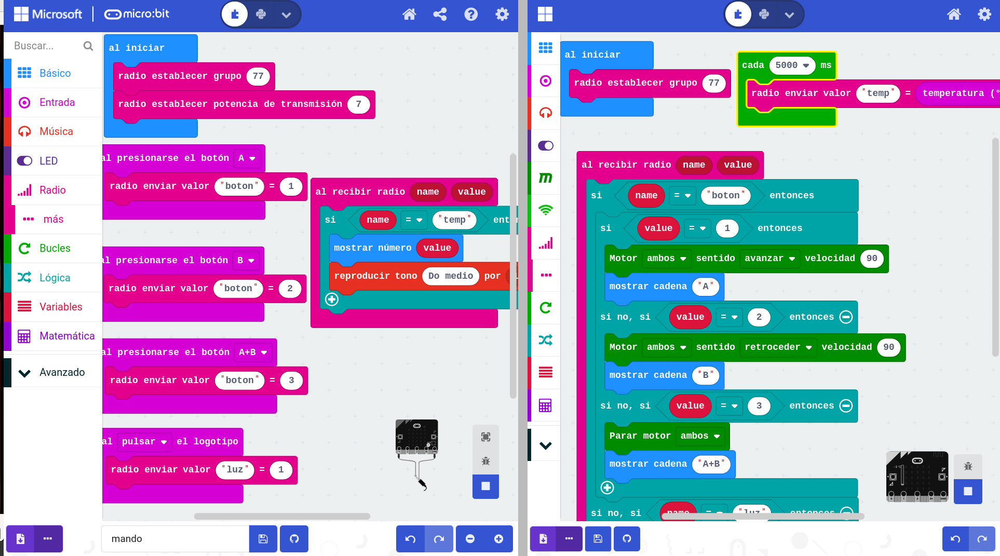 Microsoft micro:bit
Buscar...
Básico
Entrada
Música
LED
Radio
más
Bucles
Lógica
Variables
Matemática
Avanzado
al iniciar
radio establecer grupo 77
radio establecer potencia de transmisión 7
al presionarse el botón A
radio enviar valor "boton" = 1
al presionarse el botón B
radio enviar valor "boton" = 2
al presionarse el botón A+B
radio enviar valor "boton" = 3
al pulsar el logotipo
radio enviar valor "luz" = 1
al recibir radio name value
si name = "temp"
mostrar número value
reproducir tono Do medio por
mando
al iniciar
radio establecer grupo 77
cada 5000 ms
radio enviar valor "temp" = temperatura (°
al recibir radio name value
si name = "boton" entonces
si value = 1 entonces
Motor ambos sentido avanzar velocidad 90
mostrar cadena "A"
si no, si value = 2 entonces
Motor ambos sentido retroceder velocidad 90
mostrar cadena "B"
si no, si value = 3 entonces
Parar motor ambos
mostrar cadena "A+B"
si no, si name = "luz" entonces